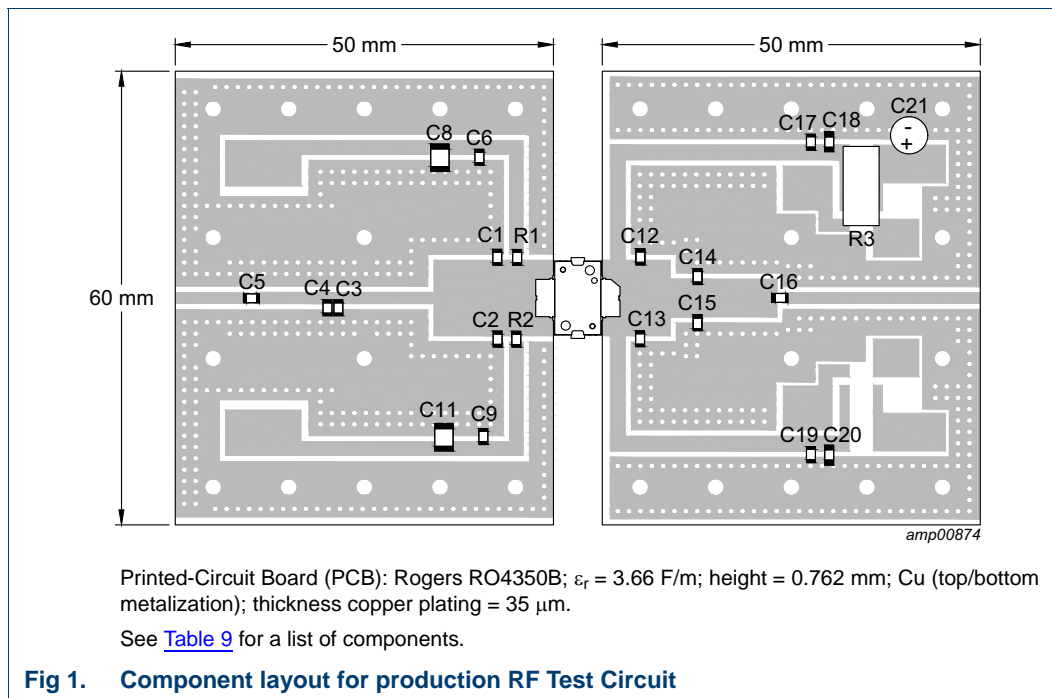 50 mm
50 mm
C21
C17 C18
C8 C6
R3
C1 R1
C12
C14
C5
C16
C4 C3
60 mm
C15
C2 R2
C13
C11 C9
C19 C20
-
+
amp00874
Printed-Circuit Board (PCB): Rogers RO4350B; εr = 3.66 F/m; height = 0.762 mm; Cu (top/bottom
metalization); thickness copper plating = 35 μm.
See Table 9 for a list of components.
Fig 1. Component layout for production RF Test Circuit